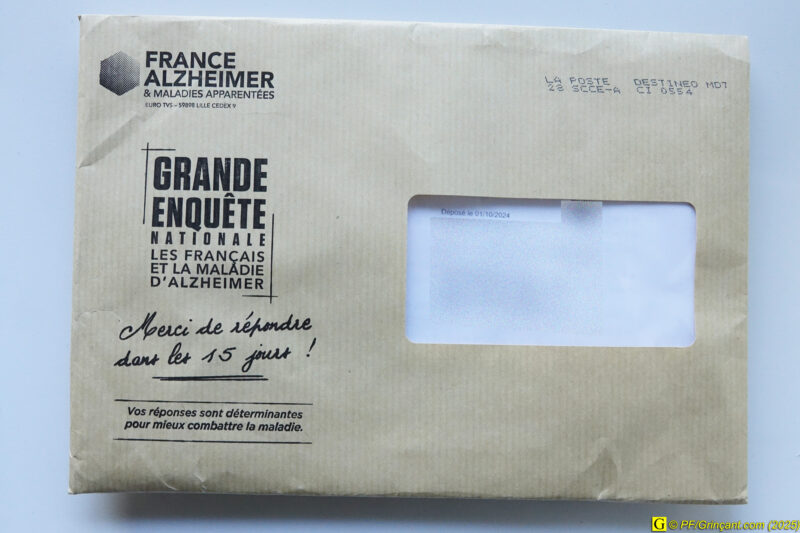 FRANCE
ALZHEIMER
& MALADIES APPARENTÉES
EURO TVS – 59898 LILLE CEDEX 9
LA POSTE DESTINEO MD7
28 SCCE-A CI 0554
GRANDE
ENQUÊTE
NATIONALE
LES FRANÇAIS
ET LA MALADIE
D'ALZHEIMER
Déposé le 01/10/2024
Merci de répondre
dans les 15 jours !
Vos réponses sont déterminantes
pour mieux combattre la maladie.
G © PE/Grinçant.com (2025)